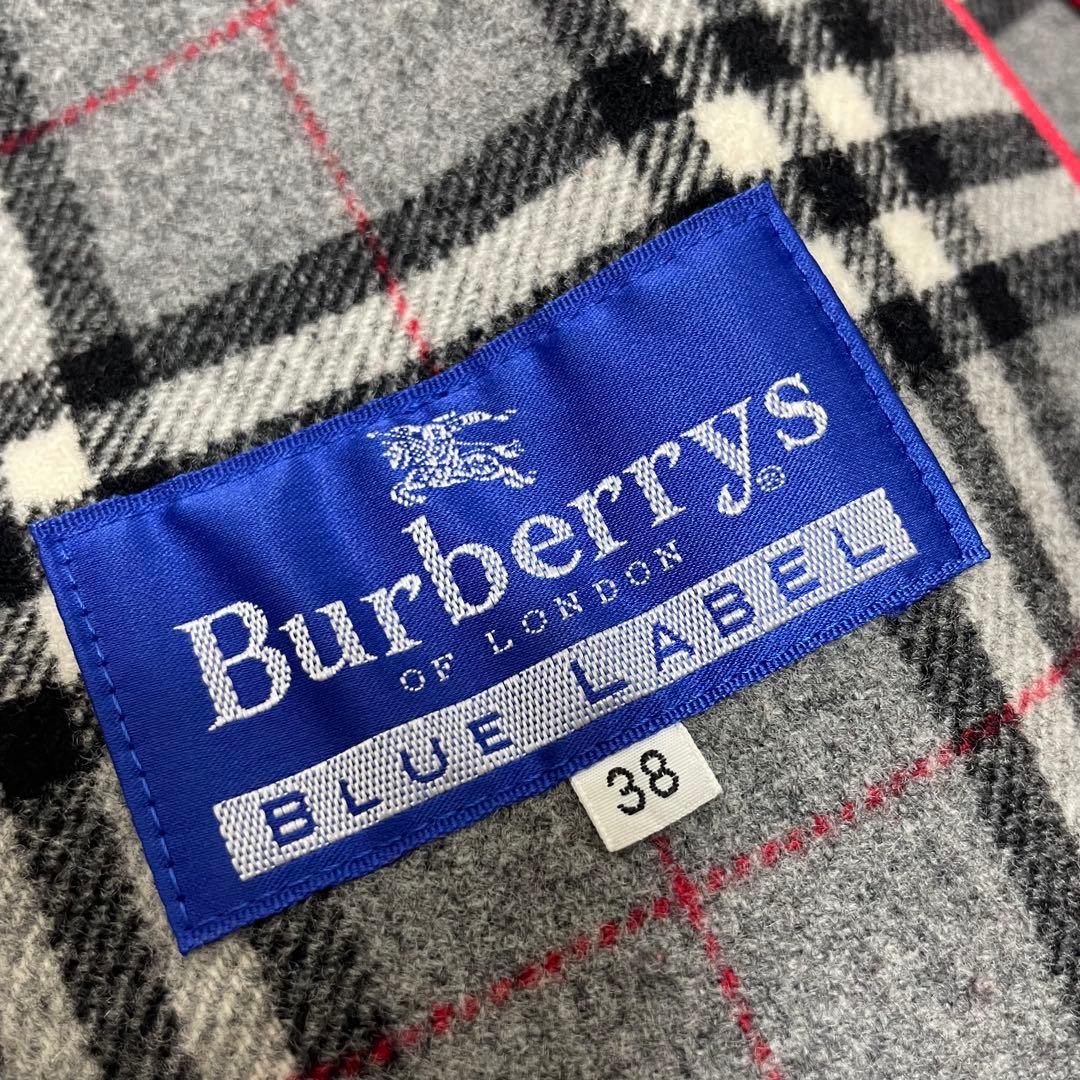 Burberrys®
OF LONDON
BLUE LABEL
38